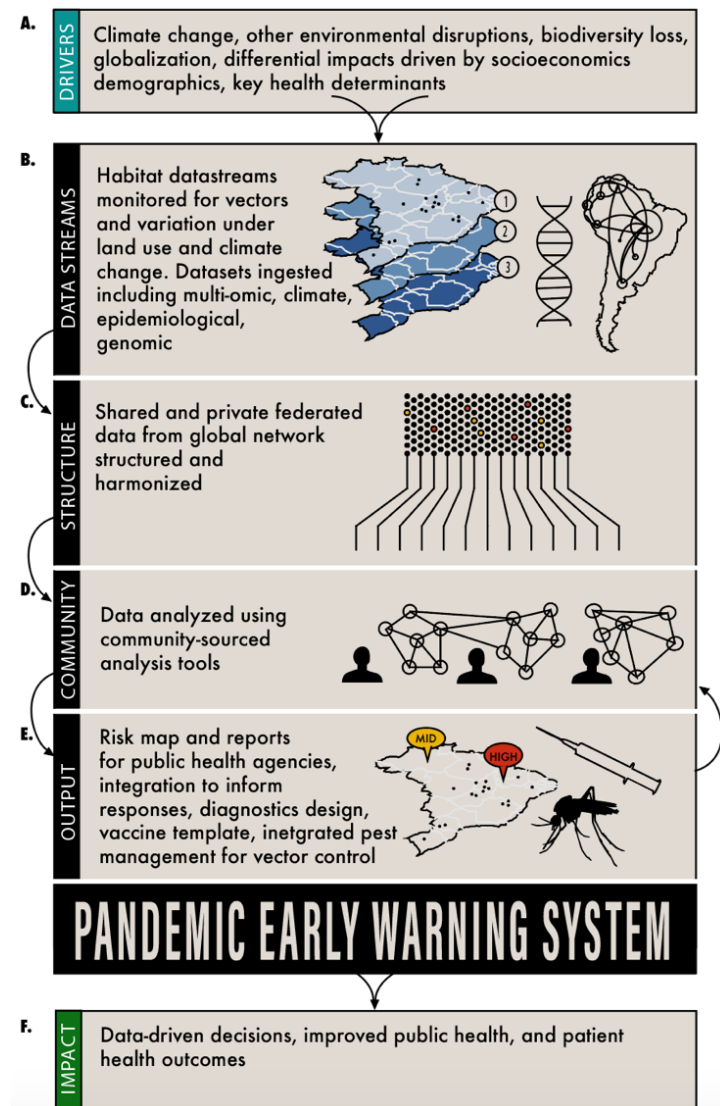 A.
DRIVERS
Climate change, other environmental disruptions, biodiversity loss,
globalization, differential impacts driven by socioeconomics
demographics, key health determinants
B.
DATA STREAMS
Habitat datastreams
monitored for vectors
and variation under
land use and climate
change. Datasets ingested
including multi-omic, climate,
epidemiological,
genomic
1
2
3
C.
STRUCTURE
Shared and private federated
data from global network
structured and
harmonized
D.
COMMUNITY
Data analyzed using
community-sourced
analysis tools
E.
OUTPUT
Risk map and reports
for public health agencies,
integration to inform
responses, diagnostics design,
vaccine template, inetgrated pest
management for vector control
MID
HIGH
PANDEMIC EARLY WARNING SYSTEM
F.
IMPACT
Data-driven decisions, improved public health, and patient
health outcomes